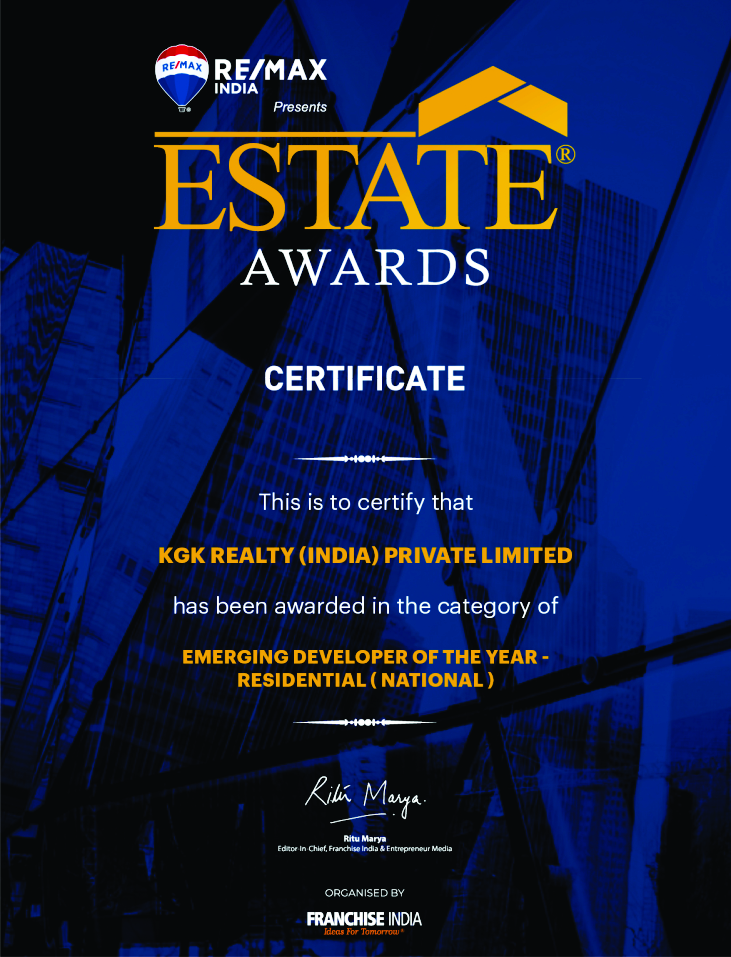 RE/MAX
RE/MAX
INDIA
Presents
ESTATE®
AWARDS
CERTIFICATE
This is to certify that
KGK REALTY (INDIA) PRIVATE LIMITED
has been awarded in the category of
EMERGING DEVELOPER OF THE YEAR -
RESIDENTIAL ( NATIONAL )
Ritu Marya.
Ritu Marya
Editor-In-Chief, Franchise India & Entrepreneur Media
ORGANISED BY
FRANCHISE INDIA
Ideas For Tomorrow®